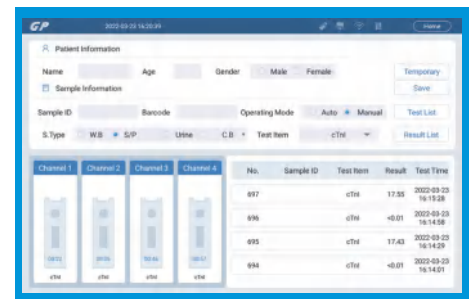 GP 2022-03-23 16:20:39 Home
Patient Information
Name Age Gender Male Female Temporary
Sample Information Save
Sample ID Barcode Operating Mode Auto Manual Test List
S.Type W.B S/P Urine C.B Test Item cTnI Result List
Channel 1 Channel 2 Channel 3 Channel 4
No. Sample ID Test Item Result Test Time
697 cTnI 17.55 2022-03-23
16:15:28
696 cTnI <0.01 2022-03-23
16:14:58
695 cTnI 17.43 2022-03-23
16:14:29
694 cTnI <0.01 2022-03-23
16:14:01
cTnI cTnI cTnI cTnI